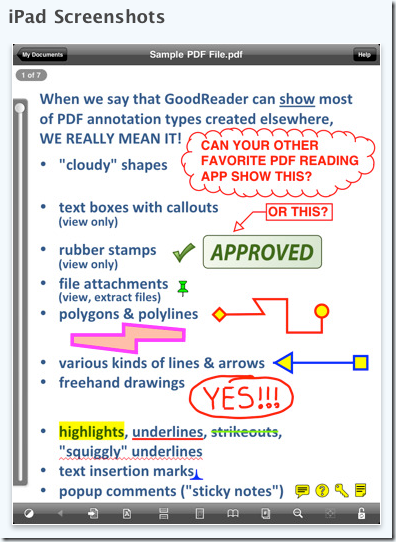 iPad Screenshots
My Documents
Sample PDF File.pdf
Help
1 of 7
When we say that GoodReader can show most
of PDF annotation types created elsewhere,
WE REALLY MEAN IT!
CAN YOUR OTHER
FAVORITE PDF READING
APP SHOW THIS?
• "cloudy" shapes
• text boxes with callouts
(view only)
OR THIS?
• rubber stamps
(view only)
APPROVED
• file attachments
(view, extract files)
• polygons & polylines
• various kinds of lines & arrows
• freehand drawings
YES!!!
• highlights, underlines, strikeouts,
"squiggly" underlines
• text insertion marks
• popup comments ("sticky notes")